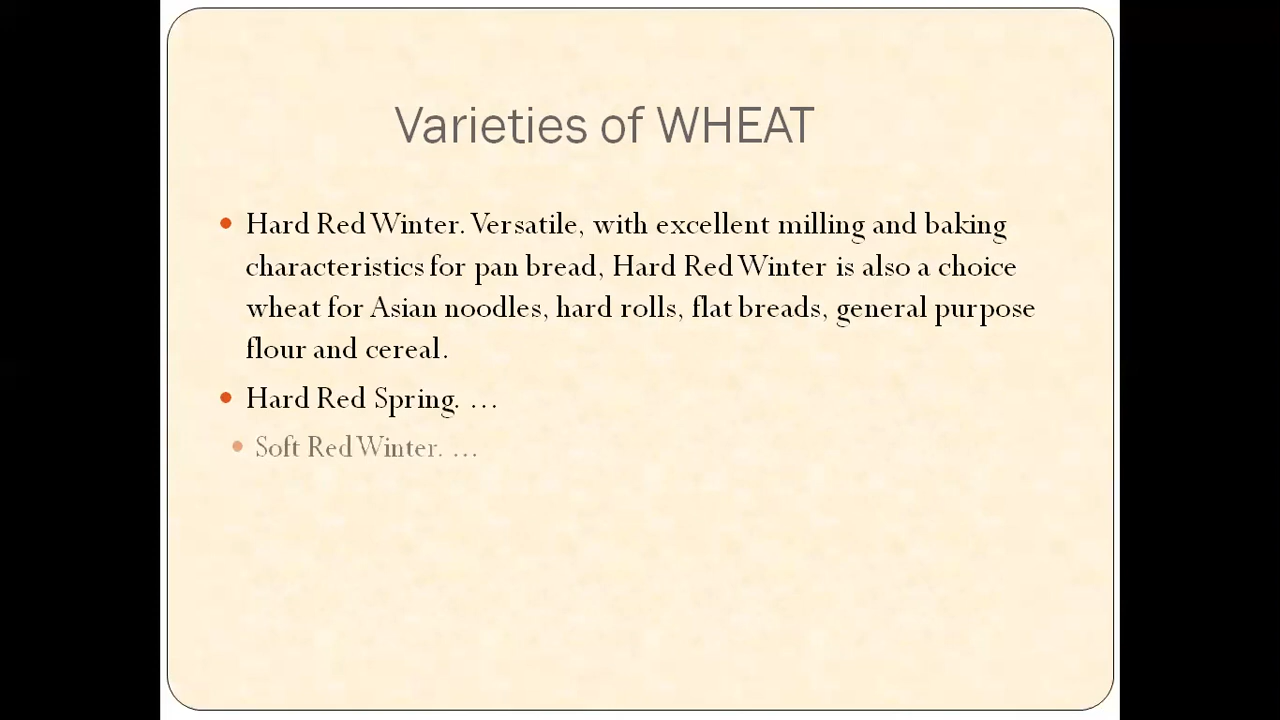 Varieties of WHEAT
Hard Red Winter. Versatile, with excellent milling and baking
characteristics for pan bread, Hard Red Winter is also a choice
wheat for Asian noodles, hard rolls, flat breads, general purpose
flour and cereal.
Hard Red Spring. …
Soft Red Winter. …